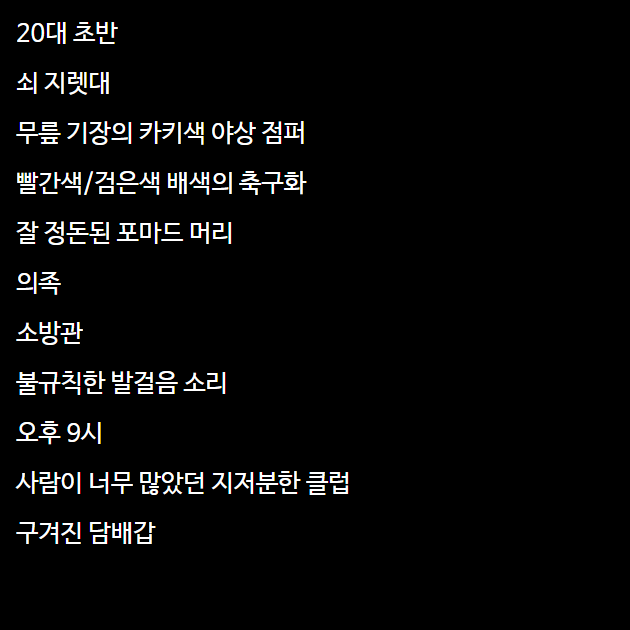 20대 초반
쇠 지렛대
무릎 기장의 카키색 야상 점퍼
빨간색/검은색 배색의 축구화
잘 정돈된 포마드 머리
의족
소방관
불규칙한 발걸음 소리
오후 9시
사람이 너무 많았던 지저분한 클럽
구겨진 담배갑